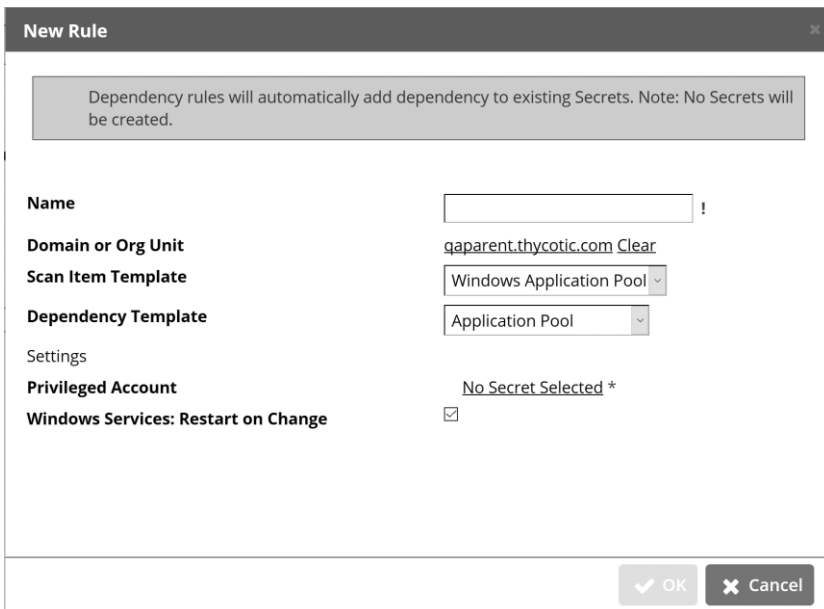 New Rule
Dependency rules will automatically add dependency to existing Secrets. Note: No Secrets will
be created.
Name !
Domain or Org Unit qaparent.thycotic.com Clear
Scan Item Template Windows Application Pool
Dependency Template Application Pool
Settings
Privileged Account No Secret Selected *
Windows Services: Restart on Change
OK Cancel